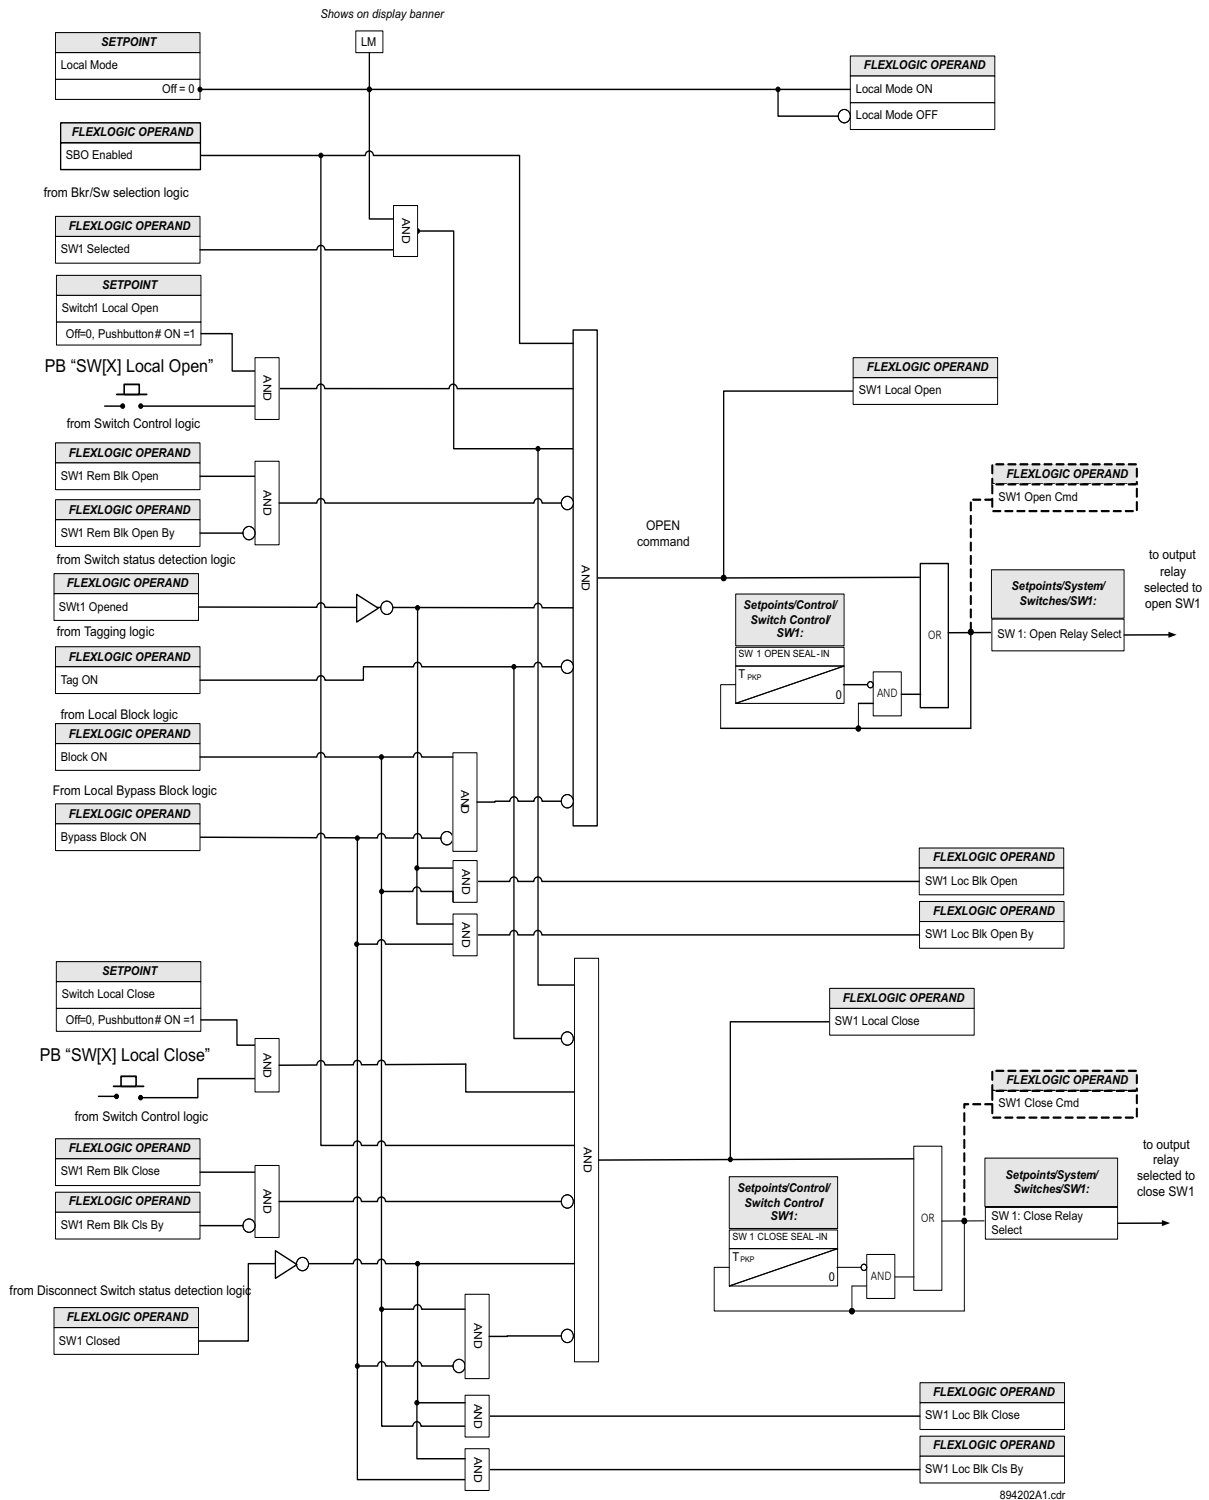 Shows on display banner
LM
SETPOINT
Local Mode
Off = 0
FLEXLOGIC OPERAND
Local Mode ON
Local Mode OFF
FLEXLOGIC OPERAND
SBO Enabled
from Bkr/Sw selection logic
FLEXLOGIC OPERAND
SW1 Selected
AND
SETPOINT
Switch1 Local Open
Off=0, Pushbutton# ON =1
PB “SW[X] Local Open”
AND
from Switch Control logic
FLEXLOGIC OPERAND
SW1 Local Open
FLEXLOGIC OPERAND
SW1 Rem Blk Open
FLEXLOGIC OPERAND
SW1 Rem Blk Open By
AND
from Switch status detection logic
FLEXLOGIC OPERAND
SWt1 Opened
from Tagging logic
FLEXLOGIC OPERAND
Tag ON
from Local Block logic
FLEXLOGIC OPERAND
Block ON
From Local Bypass Block logic
FLEXLOGIC OPERAND
Bypass Block ON
AND
AND
AND
AND
OPEN
command
FLEXLOGIC OPERAND
SW1 Open Cmd
Setpoints/Control/
Switch Control/
SW1:
SW 1 OPEN SEAL-IN
T PKP
0
AND
OR
Setpoints/System/
Switches/SW1:
SW 1: Open Relay Select
to output
relay
selected to
open SW1
FLEXLOGIC OPERAND
SW1 Loc Blk Open
FLEXLOGIC OPERAND
SW1 Loc Blk Open By
SETPOINT
Switch Local Close
Off=0, Pushbutton# ON =1
PB “SW[X] Local Close”
AND
from Switch Control logic
FLEXLOGIC OPERAND
SW1 Local Close
FLEXLOGIC OPERAND
SW1 Rem Blk Close
FLEXLOGIC OPERAND
SW1 Rem Blk Cls By
AND
AND
from Disconnect Switch status detection logic
FLEXLOGIC OPERAND
SW1 Closed
AND
AND
AND
FLEXLOGIC OPERAND
SW1 Close Cmd
Setpoints/Control/
Switch Control/
SW1:
SW 1 CLOSE SEAL-IN
T PKP
0
AND
OR
Setpoints/System/
Switches/SW1:
SW 1: Close Relay
Select
to output
relay
selected to
close SW1
FLEXLOGIC OPERAND
SW1 Loc Blk Close
FLEXLOGIC OPERAND
SW1 Loc Blk Cls By
894202A1.cdr